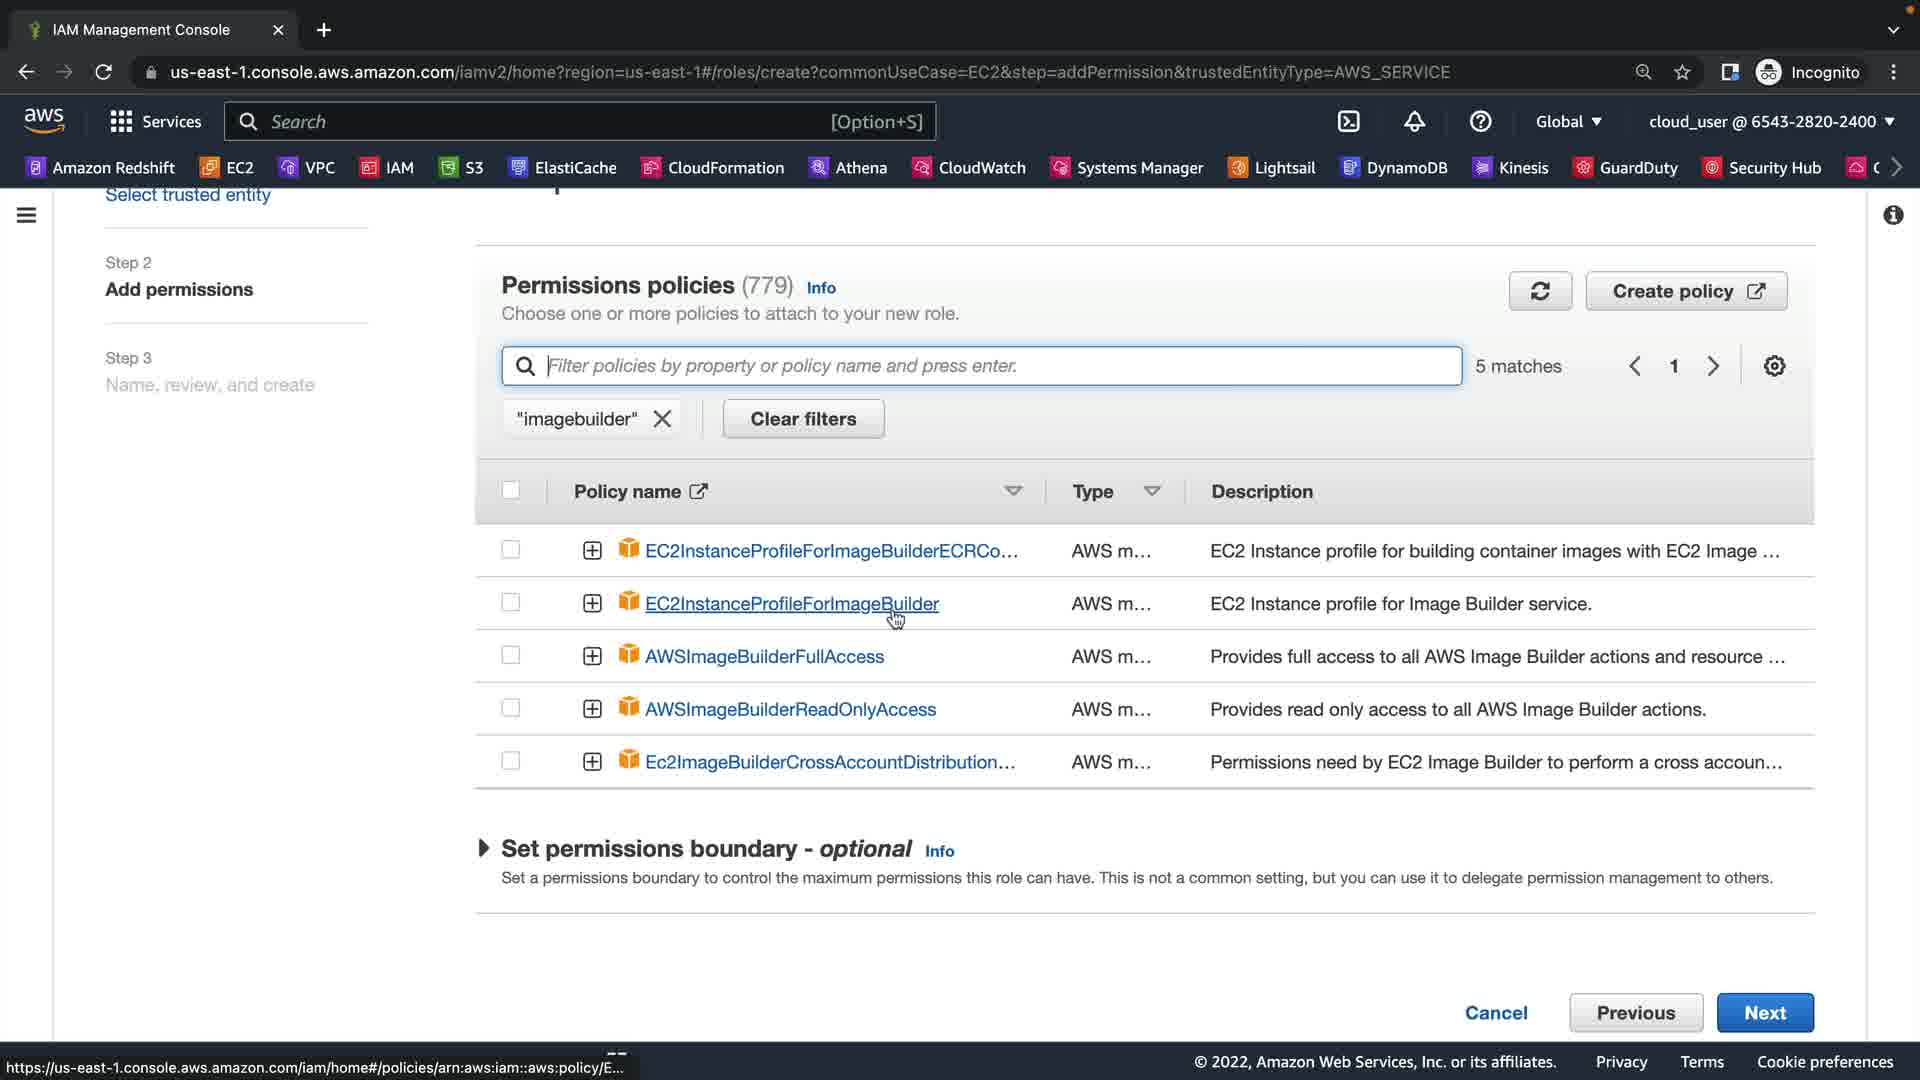 IAM Management Console
us-east-1.console.aws.amazon.com/iamv2/home?region=us-east-1#/roles/create?commonUseCase=EC2&step=addPermission&trustedEntityType=AWS_SERVICE
Incognito
aws
Services
Search
[Option+S]
Global
cloud_user @ 6543-2820-2400
Amazon Redshift
EC2
VPC
IAM
S3
ElastiCache
CloudFormation
Athena
CloudWatch
Systems Manager
Lightsail
DynamoDB
Kinesis
GuardDuty
Security Hub
Select trusted entity
Step 2
Add permissions
Step 3
Name, review, and create
Permissions policies (779) Info
Choose one or more policies to attach to your new role.
Create policy
Filter policies by property or policy name and press enter.
5 matches
1
"imagebuilder"
Clear filters
Policy name
Type
Description
EC2InstanceProfileForImageBuilderECRCo... AWS m... EC2 Instance profile for building container images with EC2 Image ...
EC2InstanceProfileForImageBuilder AWS m... EC2 Instance profile for Image Builder service.
AWSImageBuilderFullAccess AWS m... Provides full access to all AWS Image Builder actions and resource ...
AWSImageBuilderReadOnlyAccess AWS m... Provides read only access to all AWS Image Builder actions.
Ec2ImageBuilderCrossAccountDistribution... AWS m... Permissions need by EC2 Image Builder to perform a cross accoun...
Set permissions boundary - optional Info
Set a permissions boundary to control the maximum permissions this role can have. This is not a common setting, but you can use it to delegate permission management to others.
Cancel
Previous
Next
https://us-east-1.console.aws.amazon.com/iam/home#/policies/arn:aws:iam::aws:policy/E...
© 2022, Amazon Web Services, Inc. or its affiliates.
Privacy
Terms
Cookie preferences